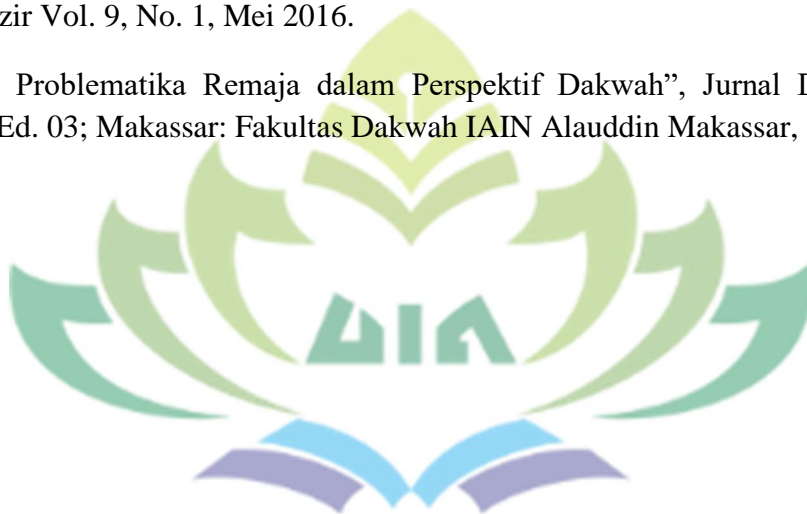 zir Vol. 9, No. 1, Mei 2016.
Problematika Remaja dalam Perspektif Dakwah”, Jurnal D
Ed. 03; Makassar: Fakultas Dakwah IAIN Alauddin Makassar,
UIN